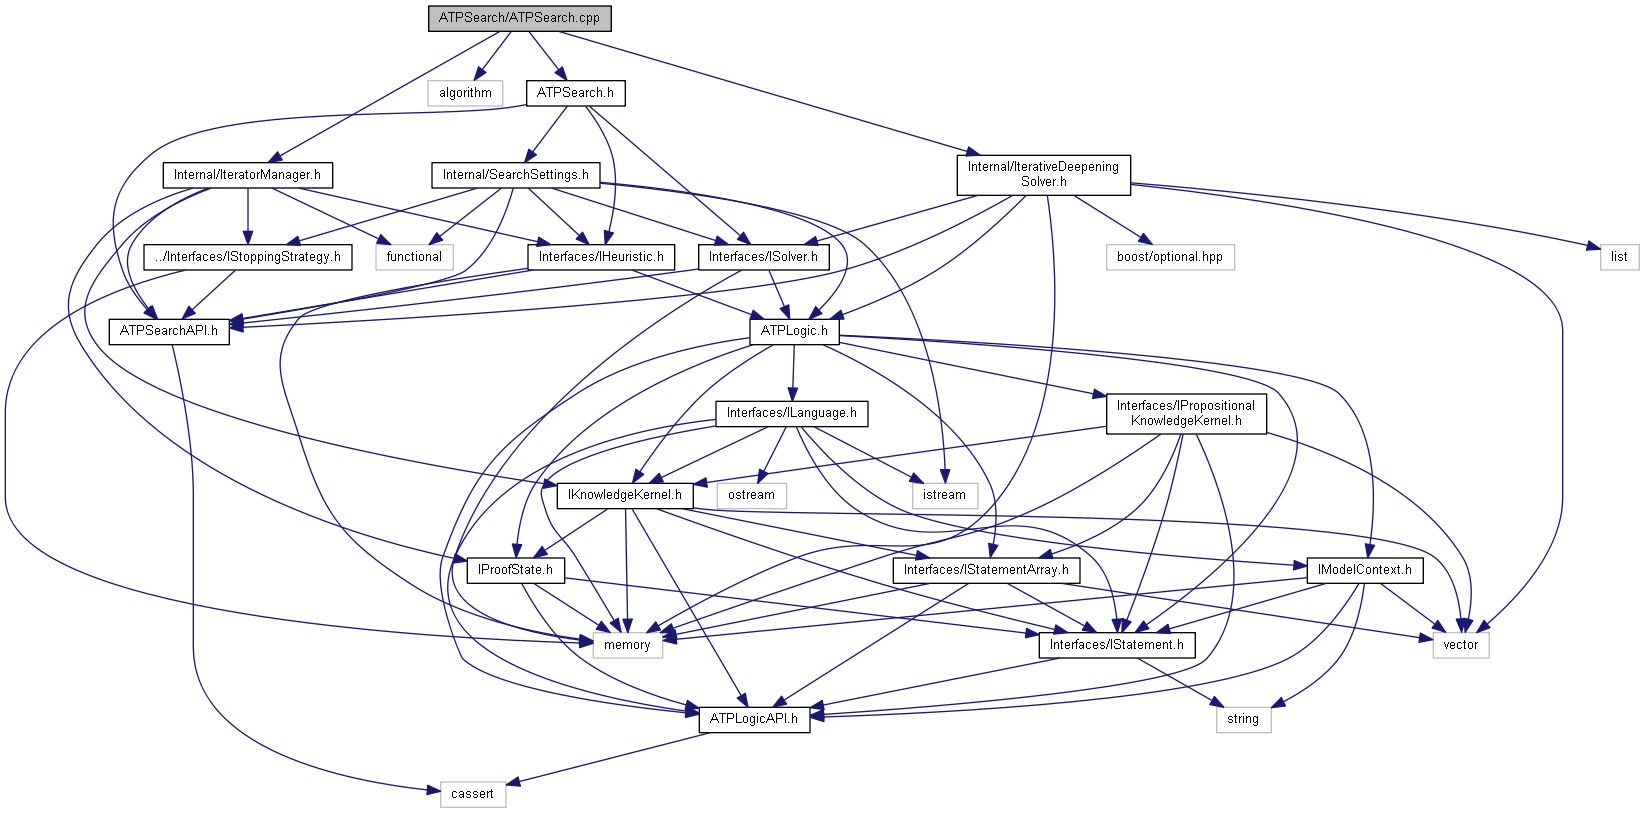 ATPSearch/ATPSearch.cpp
algorithm
ATPSearch.h
Internal/IteratorManager.h
Internal/SearchSettings.h
Internal/IterativeDeepening
Solver.h
../Interfaces/IStoppingStrategy.h
functional
Interfaces/IHeuristic.h
Interfaces/ISolver.h
boost/optional.hpp
list
ATPSearchAPI.h
ATPLogic.h
Interfaces/ILanguage.h
Interfaces/IPropositional
KnowledgeKernel.h
IKnowledgeKernel.h
ostream
istream
IProofState.h
Interfaces/IStatementArray.h
IModelContext.h
memory
Interfaces/IStatement.h
vector
ATPLogicAPI.h
string
cassert